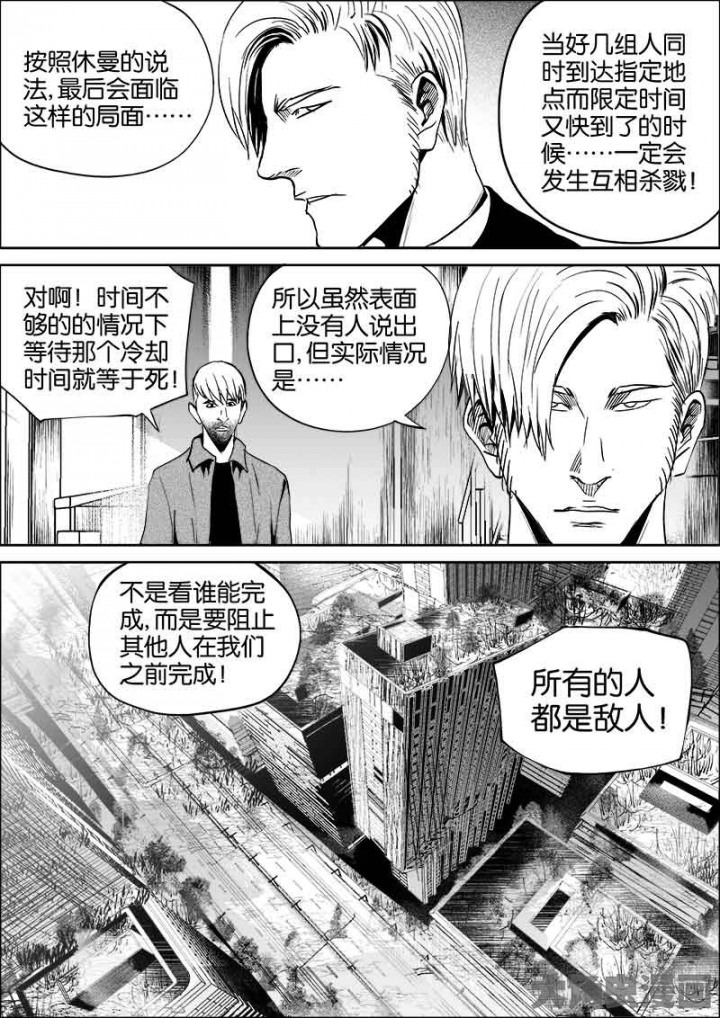 按照休曼的说
法,最后会面临
这样的局面……
当好几组人同
时到达指定地
点而限定时间
又快到了的时
候……一定会
发生互相杀戮！
对啊！时间不
够的的情况下
等待那个冷却
时间就等于死！
所以虽然表面
上没有人说出
口,但实际情况
是……
不是看谁能完
成,而是要阻止
其他人在我们
之前完成！
所有的人
都是敌人！